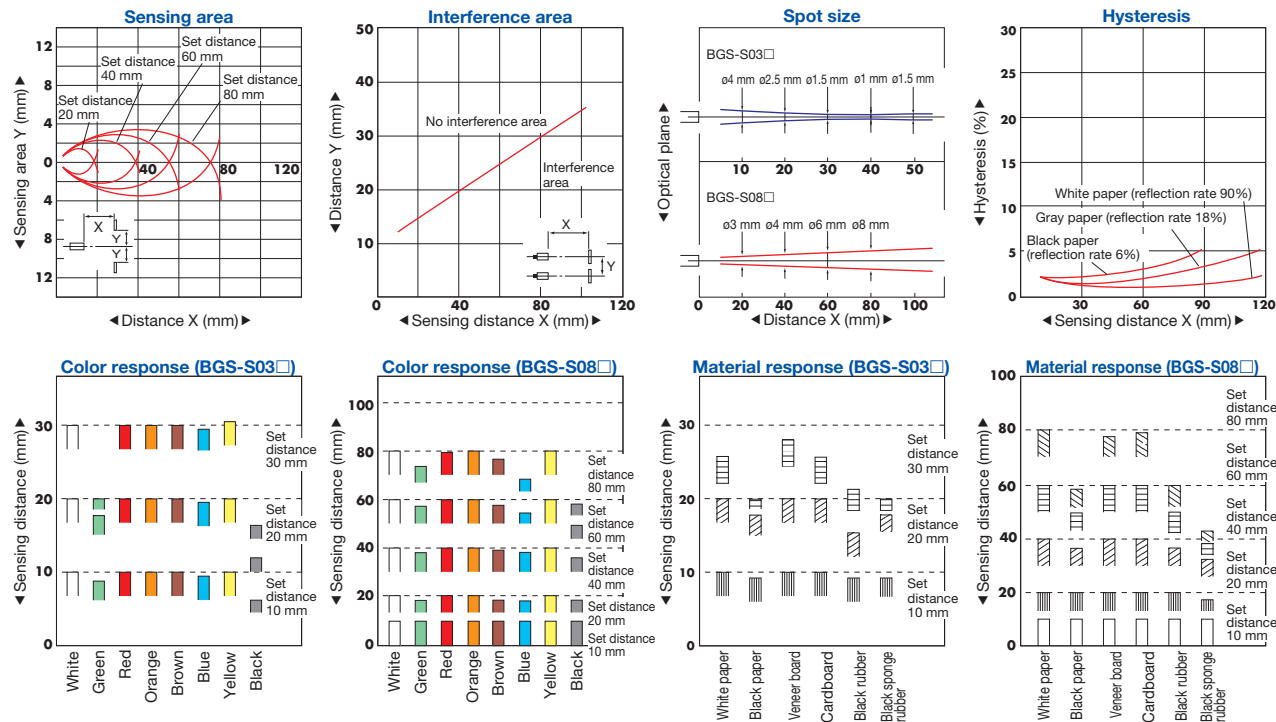 Sensing area
14
12
8
4
0
4
8
12
14
◄Sensing area Y (mm)►
Set distance
20 mm
Set distance
40 mm
Set distance
60 mm
Set distance
80 mm
40
80
120
X
Y
Y
◄Distance X (mm)►
Interference area
50
40
30
20
10
0
◄Distance Y (mm)►
No interference area
Interference
area
X
Y
0
40
80
120
◄Sensing distance X (mm)►
Spot size
◄Optical plane►
BGS-S03□
ø4 mm
ø2.5 mm
ø1.5 mm
ø1 mm
ø1.5 mm
10
20
30
40
50
BGS-S08□
ø3 mm
ø4 mm
ø6 mm
ø8 mm
20
40
60
80
100
◄Distance X (mm)►
Hysteresis
30
25
20
15
10
5
0
◄Hysteresis (%)►
White paper (reflection rate 90%)
Gray paper (reflection rate 18%)
Black paper
(reflection rate 6%)
30
60
90
120
◄Sensing distance X (mm)►
Color response (BGS-S03□)
30
20
10
0
◄Sensing distance (mm)►
Set
distance
30 mm
Set
distance
20 mm
Set
distance
10 mm
White
Green
Red
Orange
Brown
Blue
Yellow
Black
Color response (BGS-S08□)
100
80
60
40
20
0
◄Sensing distance (mm)►
Set
distance
80 mm
Set
distance
60 mm
Set
distance
40 mm
Set distance
20 mm
Set distance
10 mm
White
Green
Red
Orange
Brown
Blue
Yellow
Black
Material response (BGS-S03□)
30
20
10
0
◄Sensing distance (mm)►
Set
distance
30 mm
Set
distance
20 mm
Set
distance
10 mm
White paper
Black paper
Veneer board
Cardboard
Black rubber
Black sponge
rubber
Material response (BGS-S08□)
100
80
60
40
20
0
◄Sensing distance (mm)►
Set
distance
80 mm
Set
distance
60 mm
Set
distance
40 mm
Set
distance
20 mm
Set
distance
10 mm
White paper
Black paper
Veneer board
Cardboard
Black rubber
Black sponge
rubber